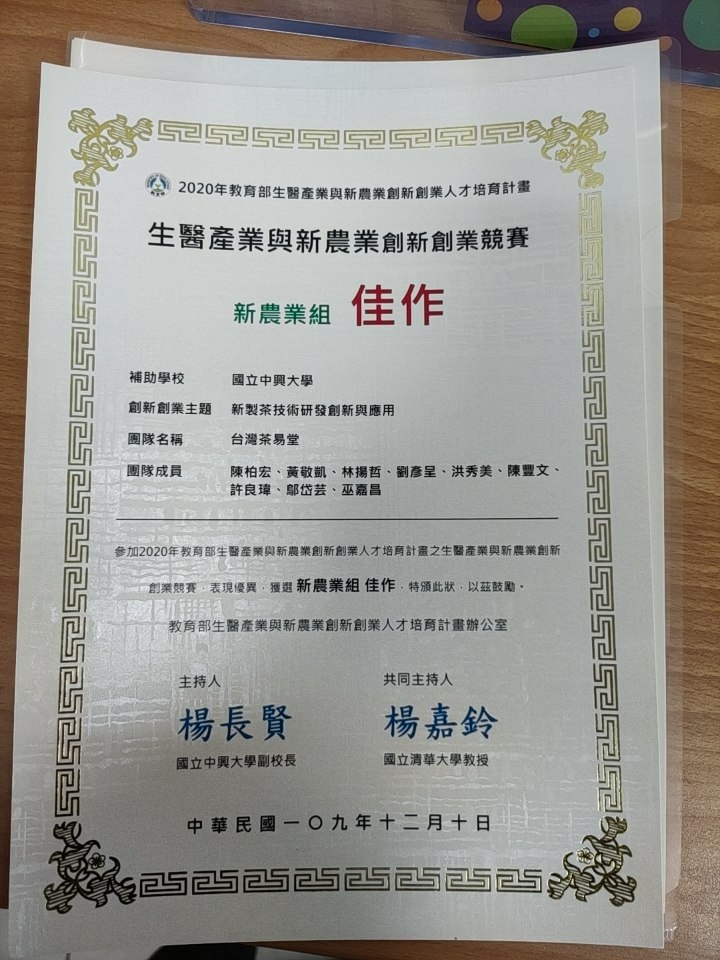 2020年教育部生醫產業與新農業創新創業人才培育計畫
生醫產業與新農業創新創業競賽
新農業組 佳作
補助學校 國立中興大學
創新創業主題 新製茶技術研發創新與應用
團隊名稱 台灣茶易堂
團隊成員 陳柏宏、黃敬凱、林揚哲、劉彥呈、洪秀美、陳豐文、
許良瑋、鄔岱芸、巫嘉昌
參加2020年教育部生醫產業與新農業創新創業人才培育計畫之生醫產業與新農業創新
創業競賽，表現優異，獲選 新農業組 佳作，特頒此狀，以茲鼓勵。
教育部生醫產業與新農業創新創業人才培育計畫辦公室
主持人 共同主持人
楊長賢 楊嘉鈴
國立中興大學副校長 國立清華大學教授
中華民國一〇九年十二月十日